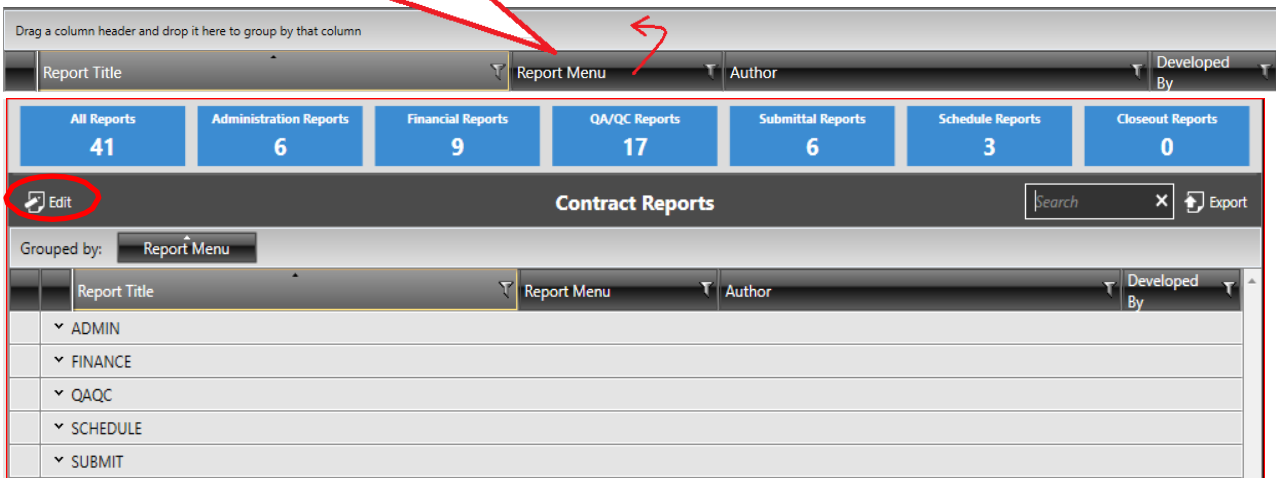 Drag a column header and drop it here to group by that column
Report Title Report Menu Author Developed By
All Reports Administration Reports Financial Reports QA/QC Reports Submittal Reports Schedule Reports Closeout Reports
41 6 9 17 6 3 0
Edit Contract Reports Search Export
Grouped by: Report Menu
Report Title Report Menu Author Developed By
ADMIN
FINANCE
QAQC
SCHEDULE
SUBMIT